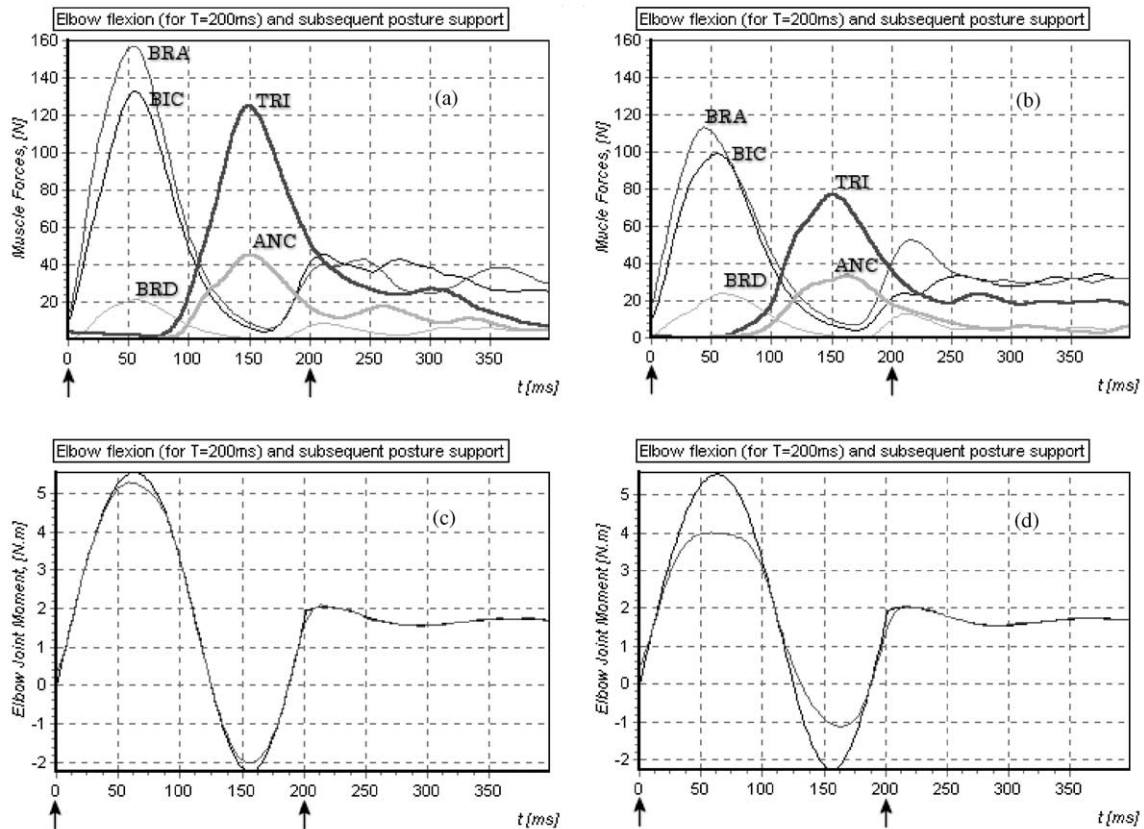 Elbow flexion (for T=200ms) and subsequent posture support
Muscle Forces, [N]
160
140
120
100
80
60
40
20
BRA
BIC
TRI
ANC
BRD
(a)
0 50 100 150 200 250 300 350
t [ms]
Elbow flexion (for T=200ms) and subsequent posture support
Mucle Forces, [N]
160
140
120
100
80
60
40
20
0
BRA
BIC
TRI
ANC
BRD
(b)
0 50 100 150 200 250 300 350
t [ms]
Elbow flexion (for T=200ms) and subsequent posture support
Elbow Joint Moment, [N.m]
5
4
3
2
1
0
-1
-2
(c)
0 50 100 150 200 250 300 350
t [ms]
Elbow flexion (for T=200ms) and subsequent posture support
Elbow Joint Moment [N.m]
5
4
3
2
1
0
-1
-2
(d)
0 50 100 150 200 250 300 350
t [ms]